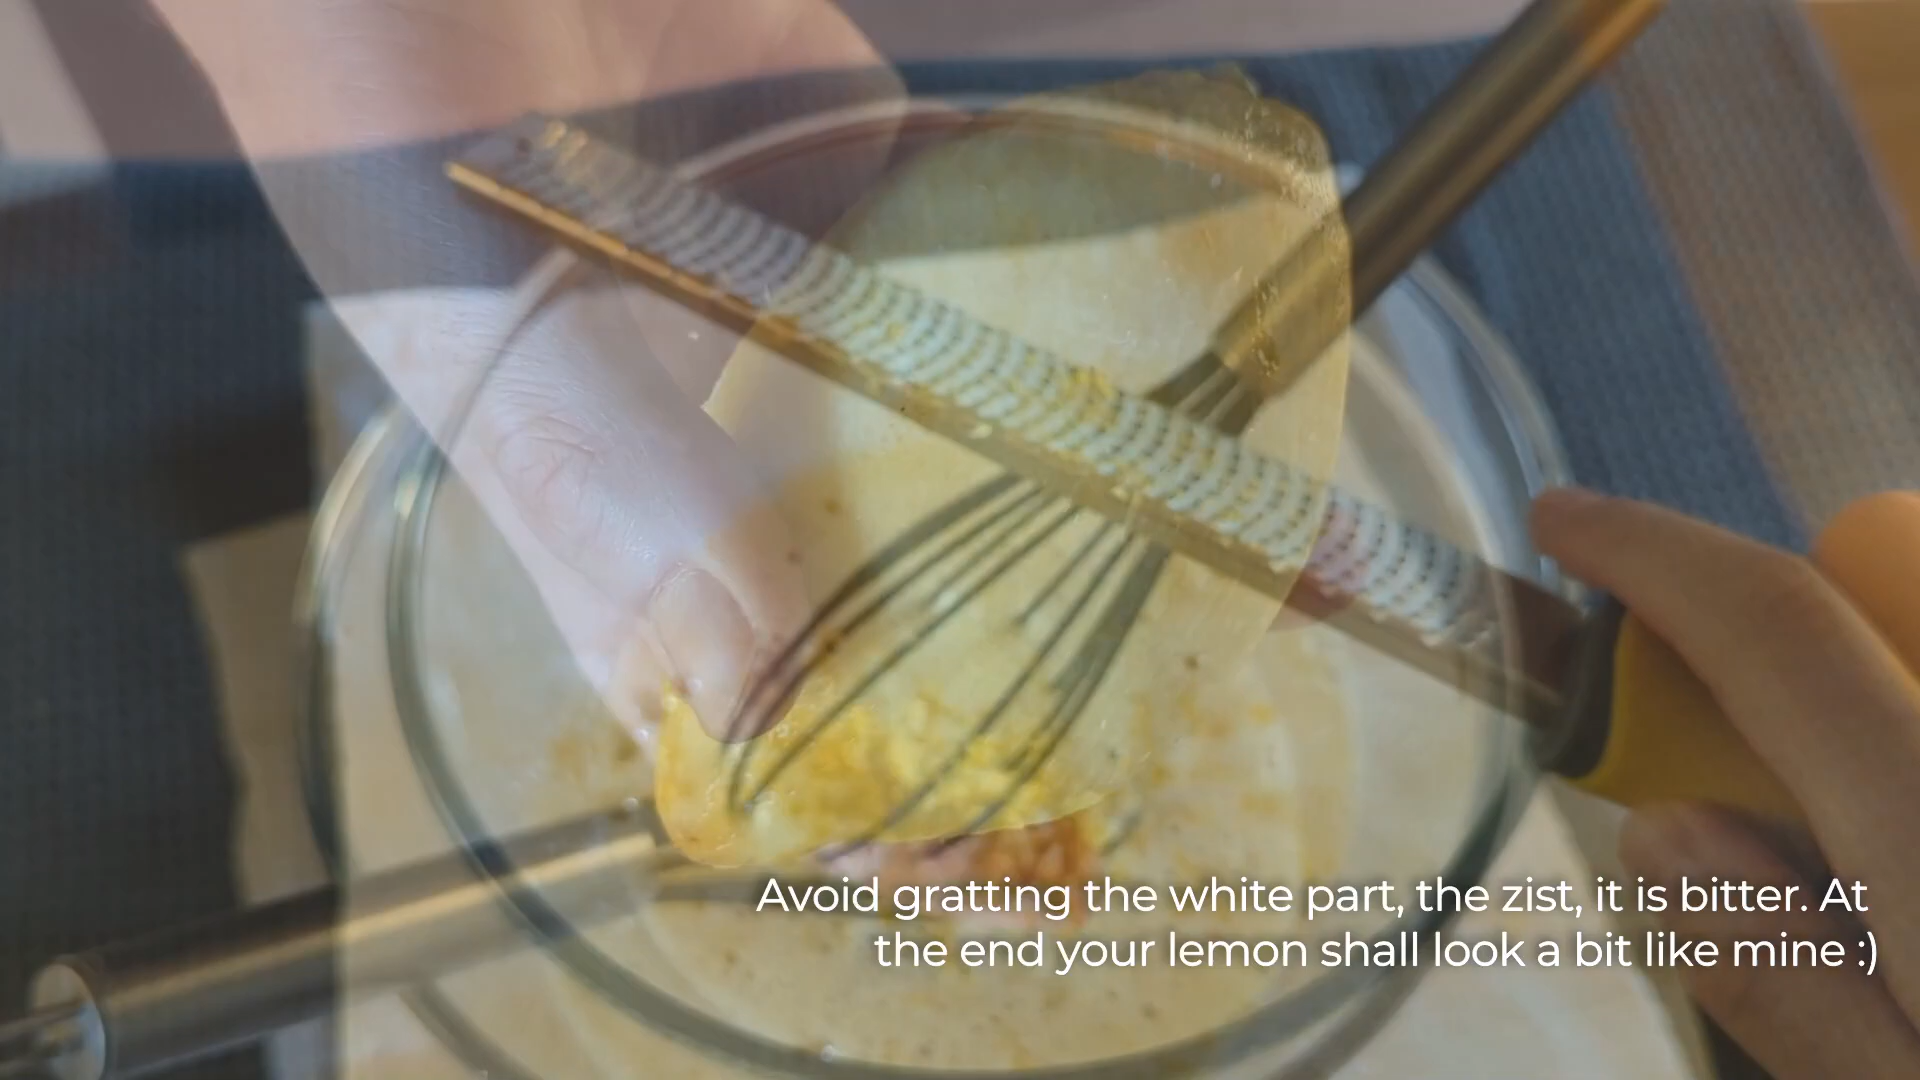 Avoid gratting the white part, the zist, it is bitter. At
the end your lemon shall look a bit like mine :)